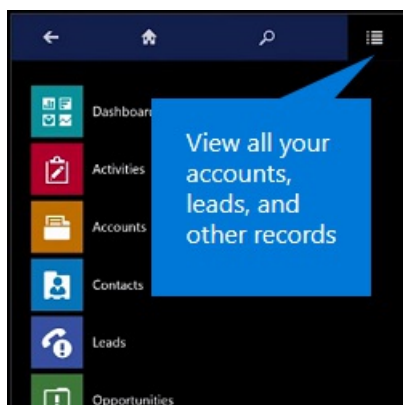 Dashboar
View all your
accounts,
leads, and
other records
Activities
Accounts
Contacts
Leads
Opportunities